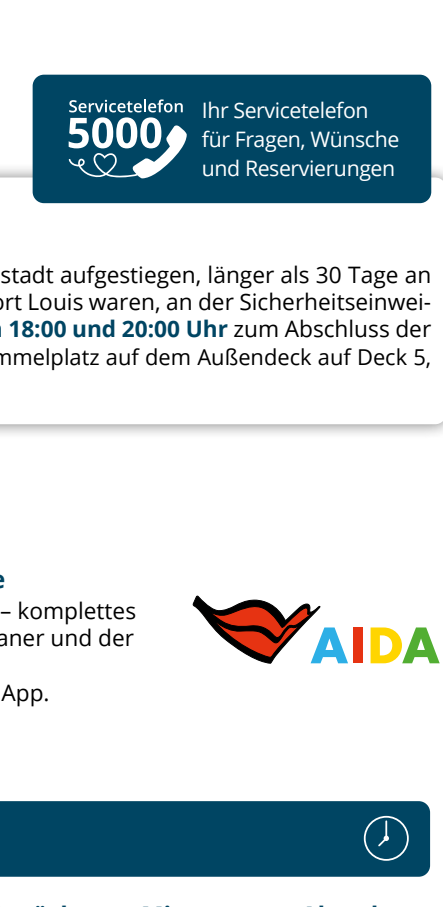 Servicetelefon
5000
Ihr Servicetelefon
für Fragen, Wünsche
und Reservierungen
stadt aufgestiegen, länger als 30 Tage an
ort Louis waren, an der Sicherheitseinwei-
18:00 und 20:00 Uhr zum Abschluss der
mmelplatz auf dem Außendeck auf Deck 5,
e
– komplettes
aner und der
App.
AIDA